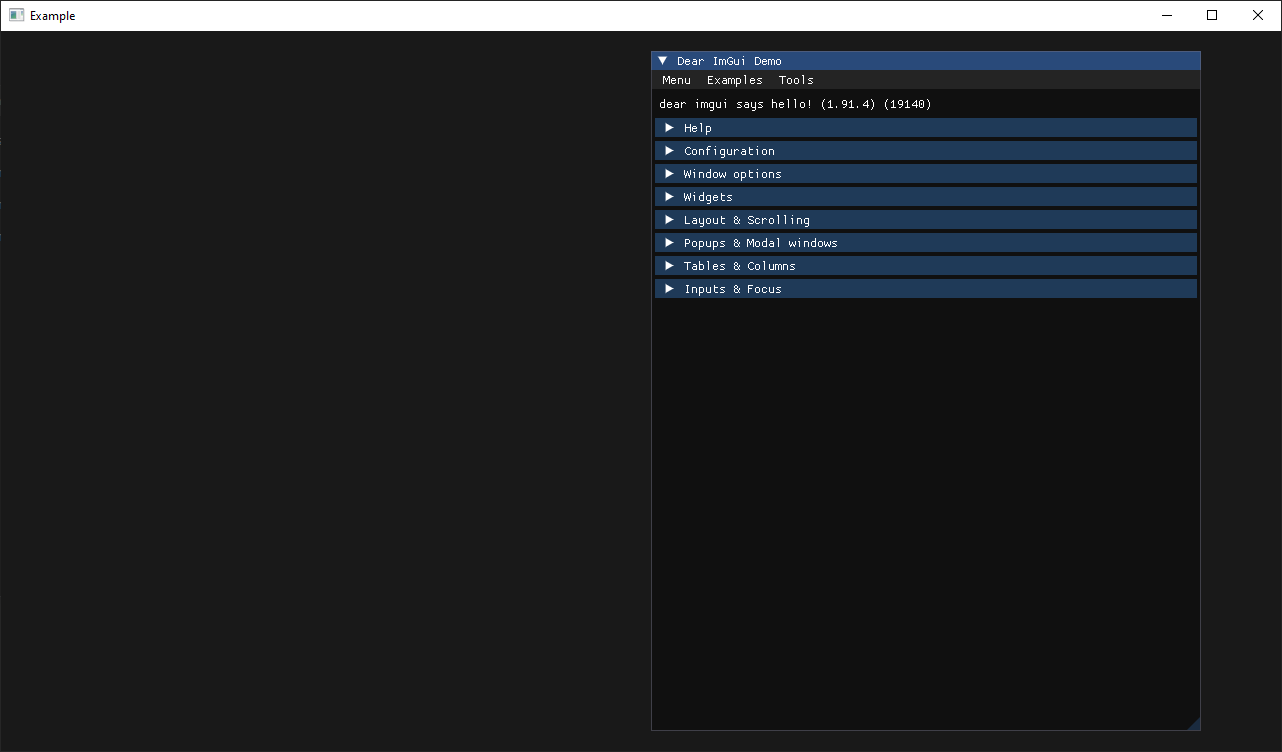 Example
Dear ImGui Demo
Menu Examples Tools
dear imgui says hello! (1.91.4) (19140)
Help
Configuration
Window options
Widgets
Layout & Scrolling
Popups & Modal windows
Tables & Columns
Inputs & Focus